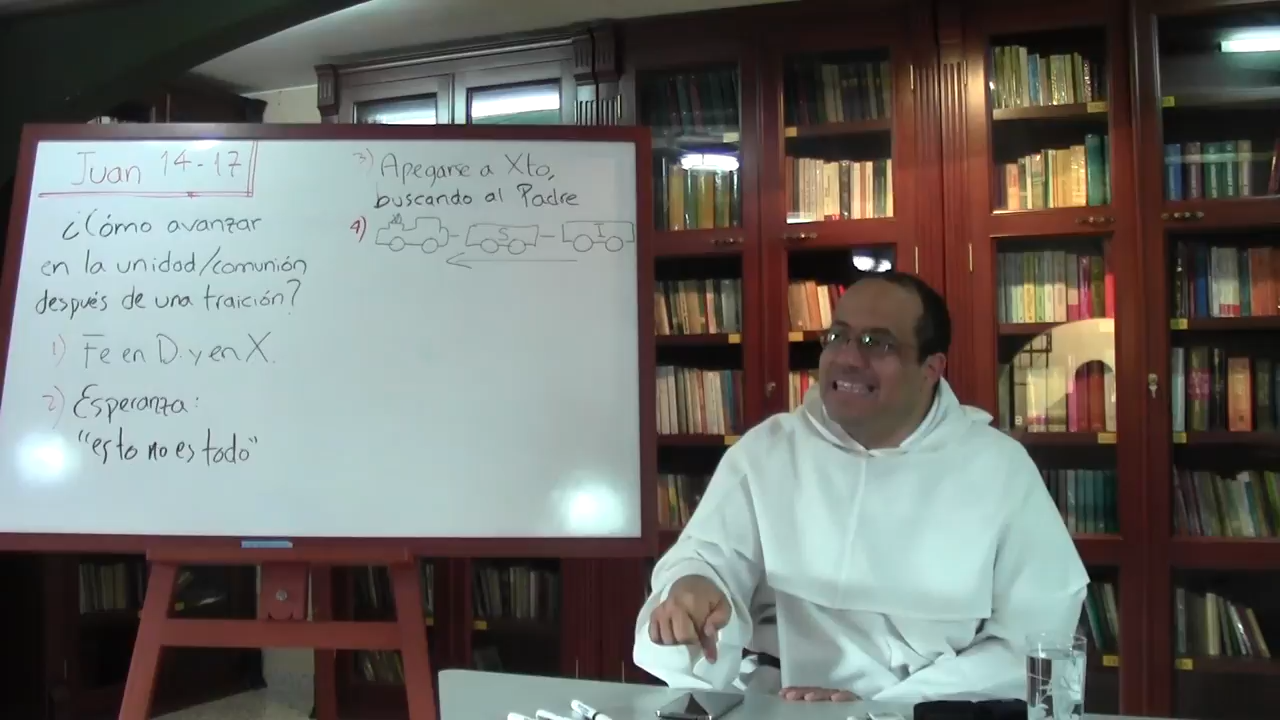 Juan 14-17
¿Cómo avanzar
en la unidad/comunión
después de una traición?
1) Fe en D. y en X.
2) Esperanza:
"esto no es todo"
3) Apegarse a Xto,
buscando al Padre
4)
S
I